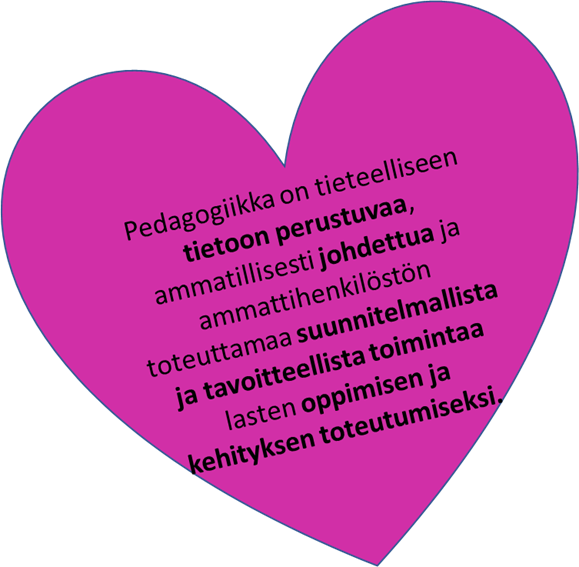 Pedagogiikka on tieteelliseen
tietoon perustuvaa,
ammatillisesti johdettua ja
ammattihenkilöstön
toteuttamaa suunnitelmallista
ja tavoitteellista toimintaa
lasten oppimisen ja
kehityksen toteutumiseksi.